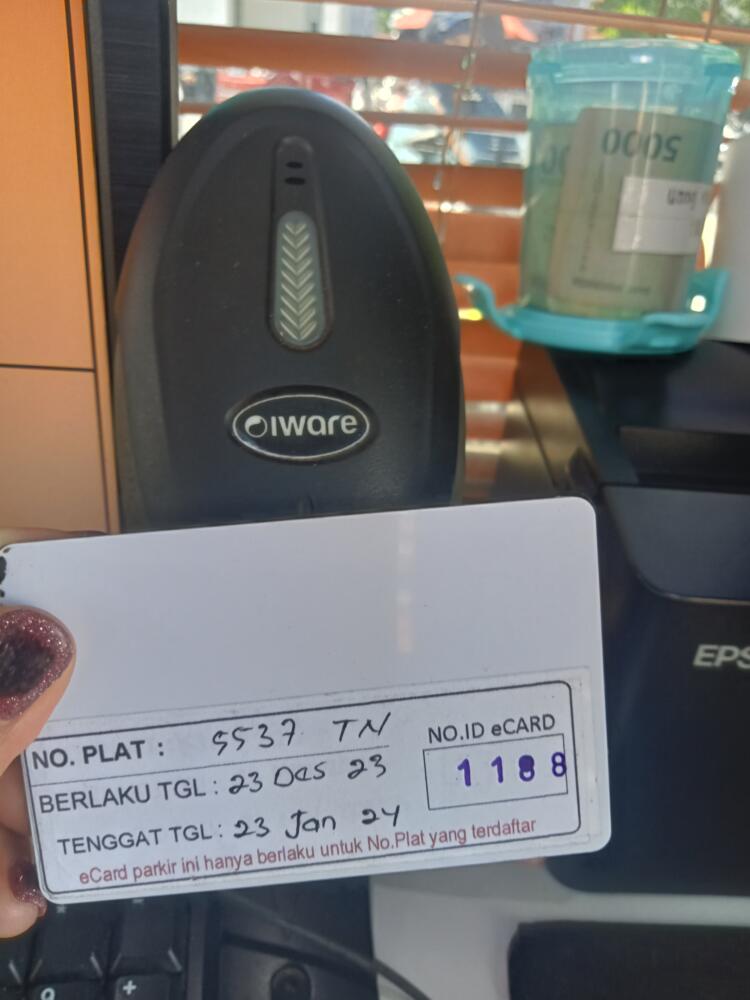 5000
iware
EPS
NO. PLAT : 5537 TN
NO.ID eCARD
BERLAKU TGL : 23 Des 23
1188
TENGGAT TGL : 23 Jan 24
eCard parkir ini hanya berlaku untuk No.Plat yang terdaftar